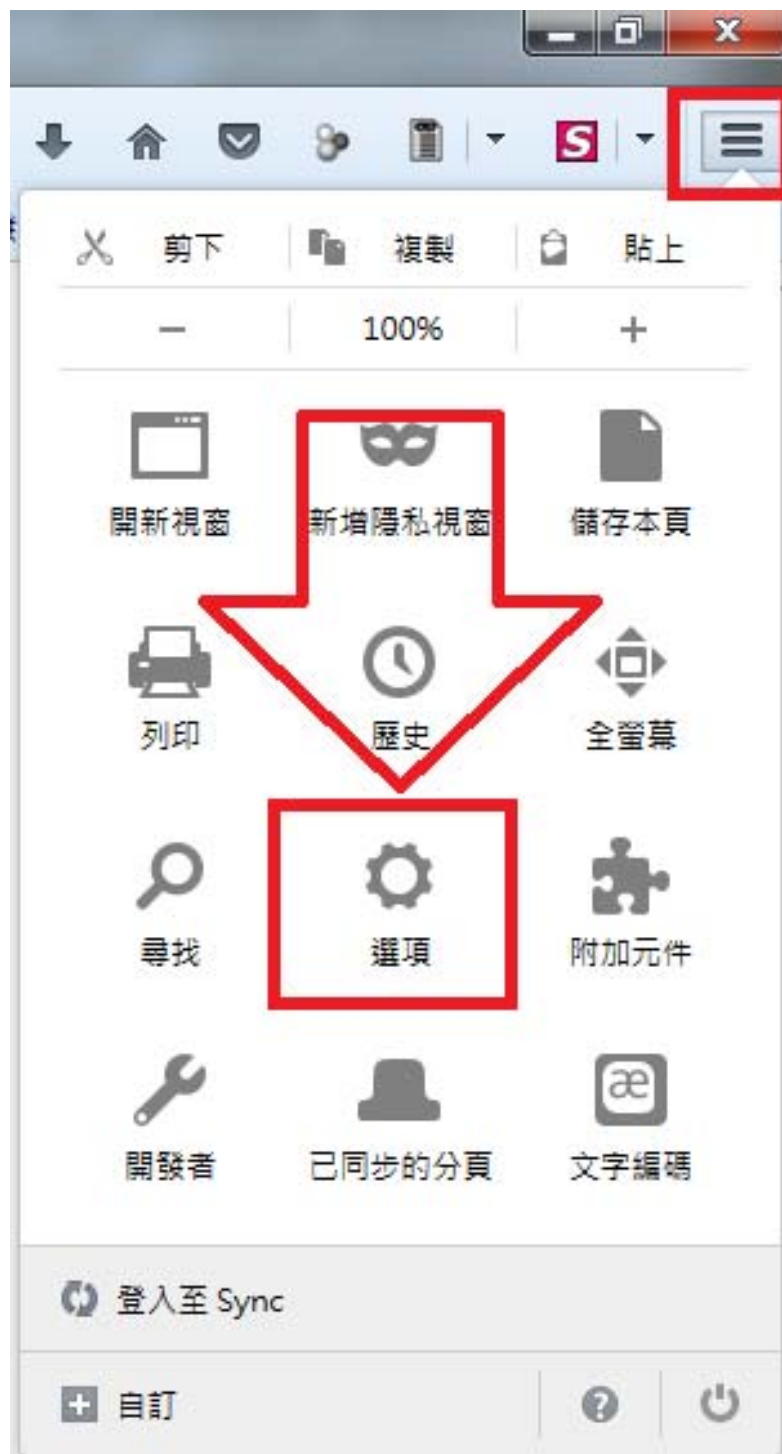 剪下 複製 貼上
− 100% +
開新視窗 新增隱私視窗 儲存本頁
列印 歷史 全螢幕
尋找 選項 附加元件
æ
開發者 已同步的分頁 文字編碼
登入至 Sync
自訂